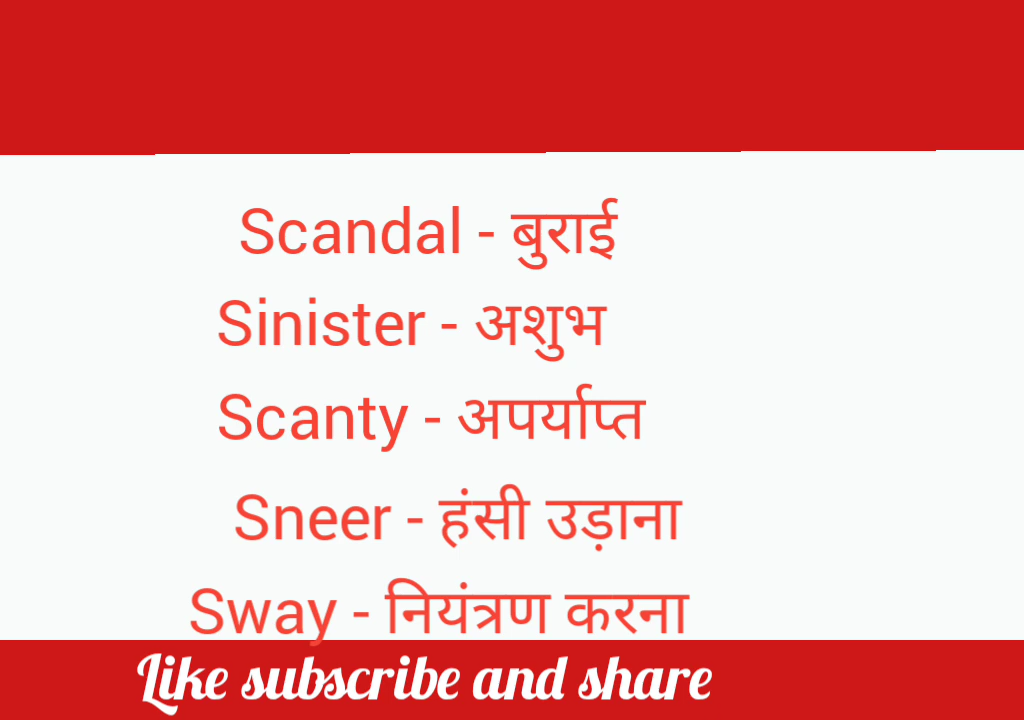 Scandal - बुराई
Sinister - अशुभ
Scanty - अपर्याप्त
Sneer - हंसी उड़ाना
Sway - नियंत्रण करना
Like subscribe and share